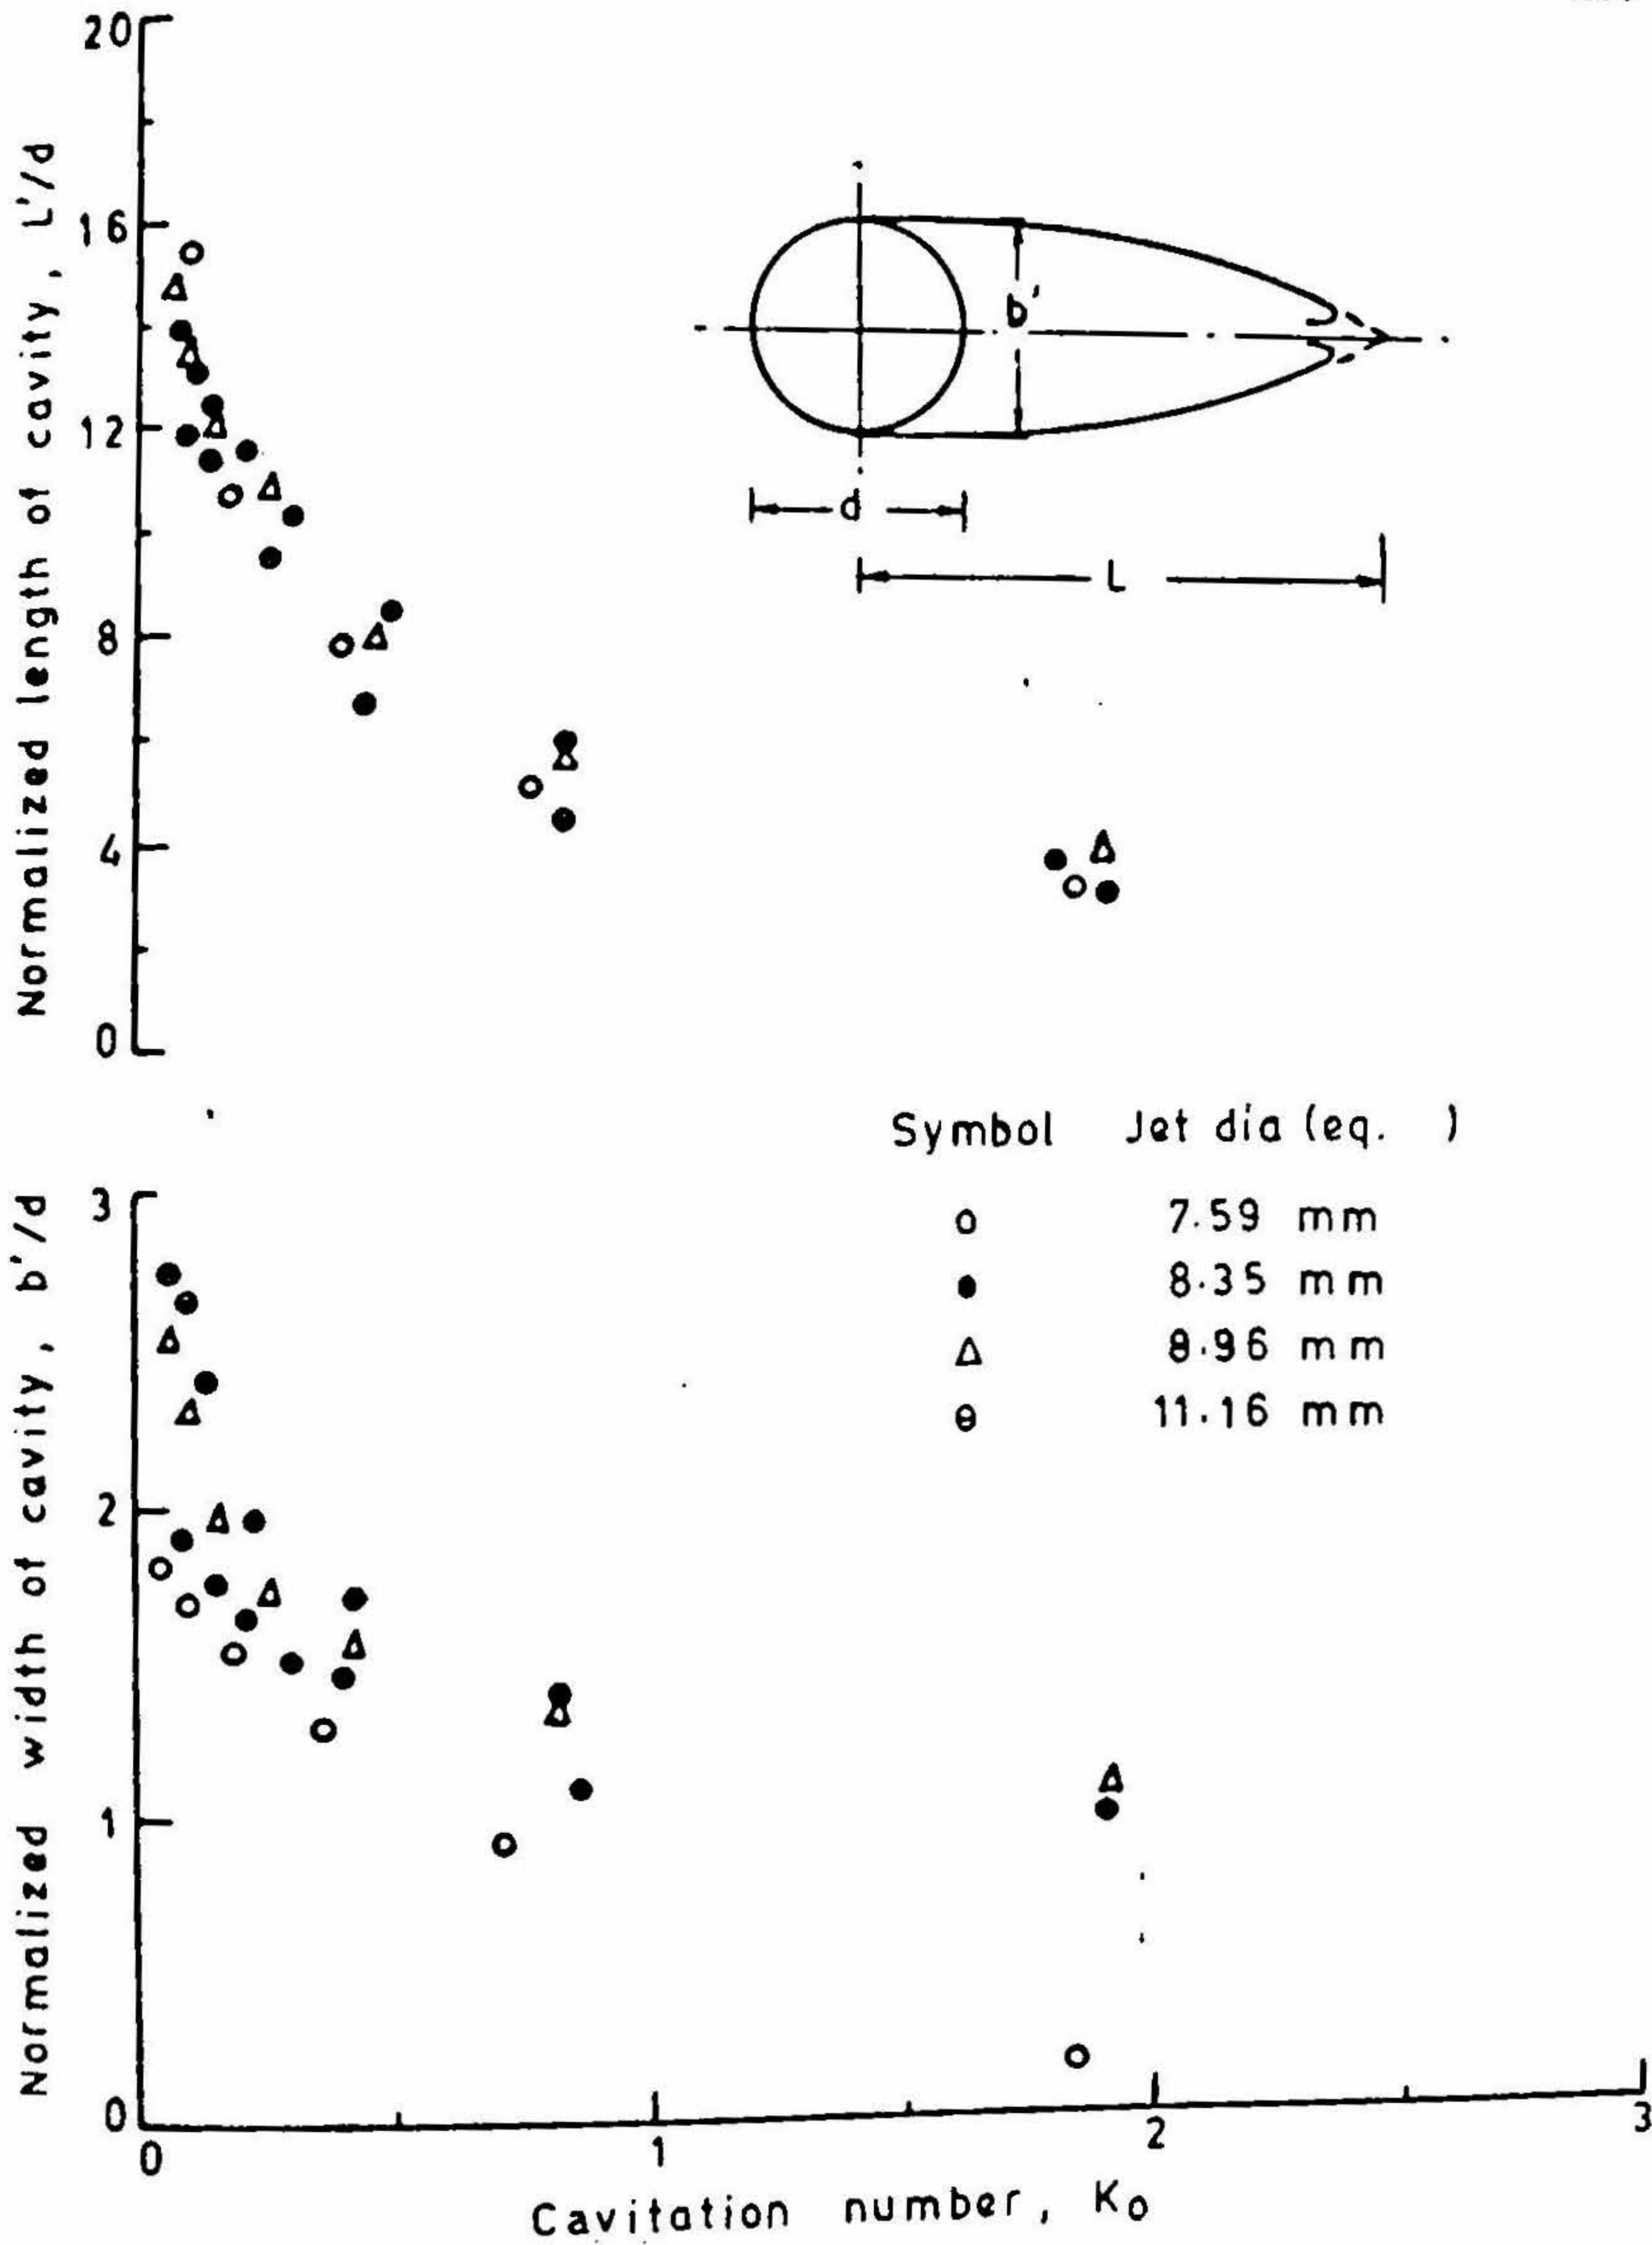 Normalized length of cavity, L'/d
20
16
12
8
4
0
b'
d
L
Symbol Jet dia (eq. )
o 7.59 mm
● 8.35 mm
Δ 8.96 mm
ө 11.16 mm
Normalized width of cavity, b'/d
3
2
1
0
0 1 2 3
Cavitation number, Ko